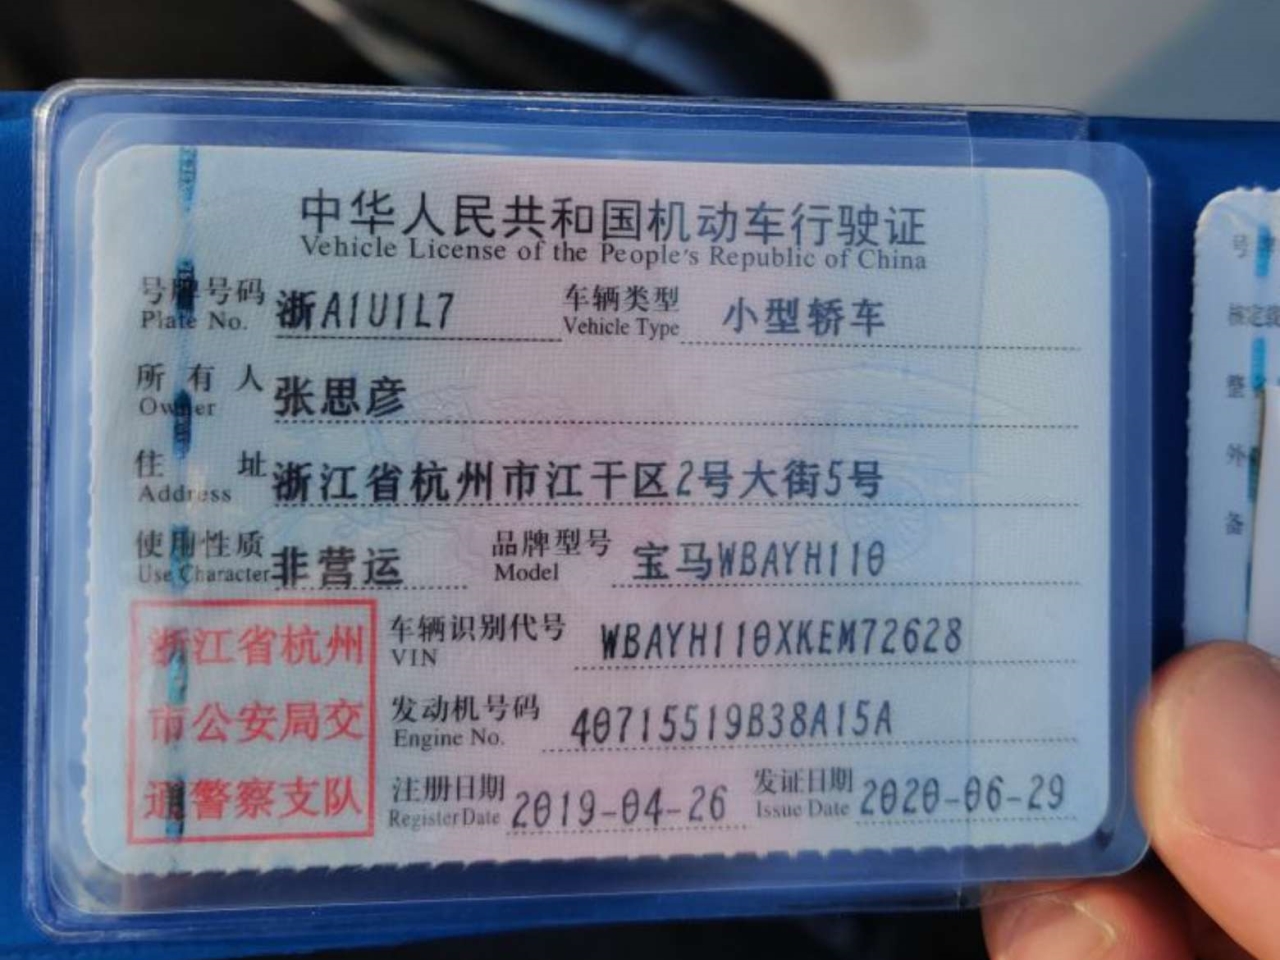 中华人民共和国机动车行驶证
Vehicle License of the People's Republic of China
号牌号码 浙A1U1L7 车辆类型 小型轿车
Plate No. Vehicle Type
所有人 张思彦
Owner
住址 浙江省杭州市江干区2号大街5号
Address
使用性质 非营运 品牌型号 宝马WBAYH110
Use Character Model
浙江省杭州
市公安局交
通警察支队
车辆识别代号 WBAYH110XKEM72628
VIN
发动机号码 40715519B38A15A
Engine No.
注册日期 2019-04-26 发证日期 2020-06-29
Register Date Issue Date
号
核定载
整
外
备